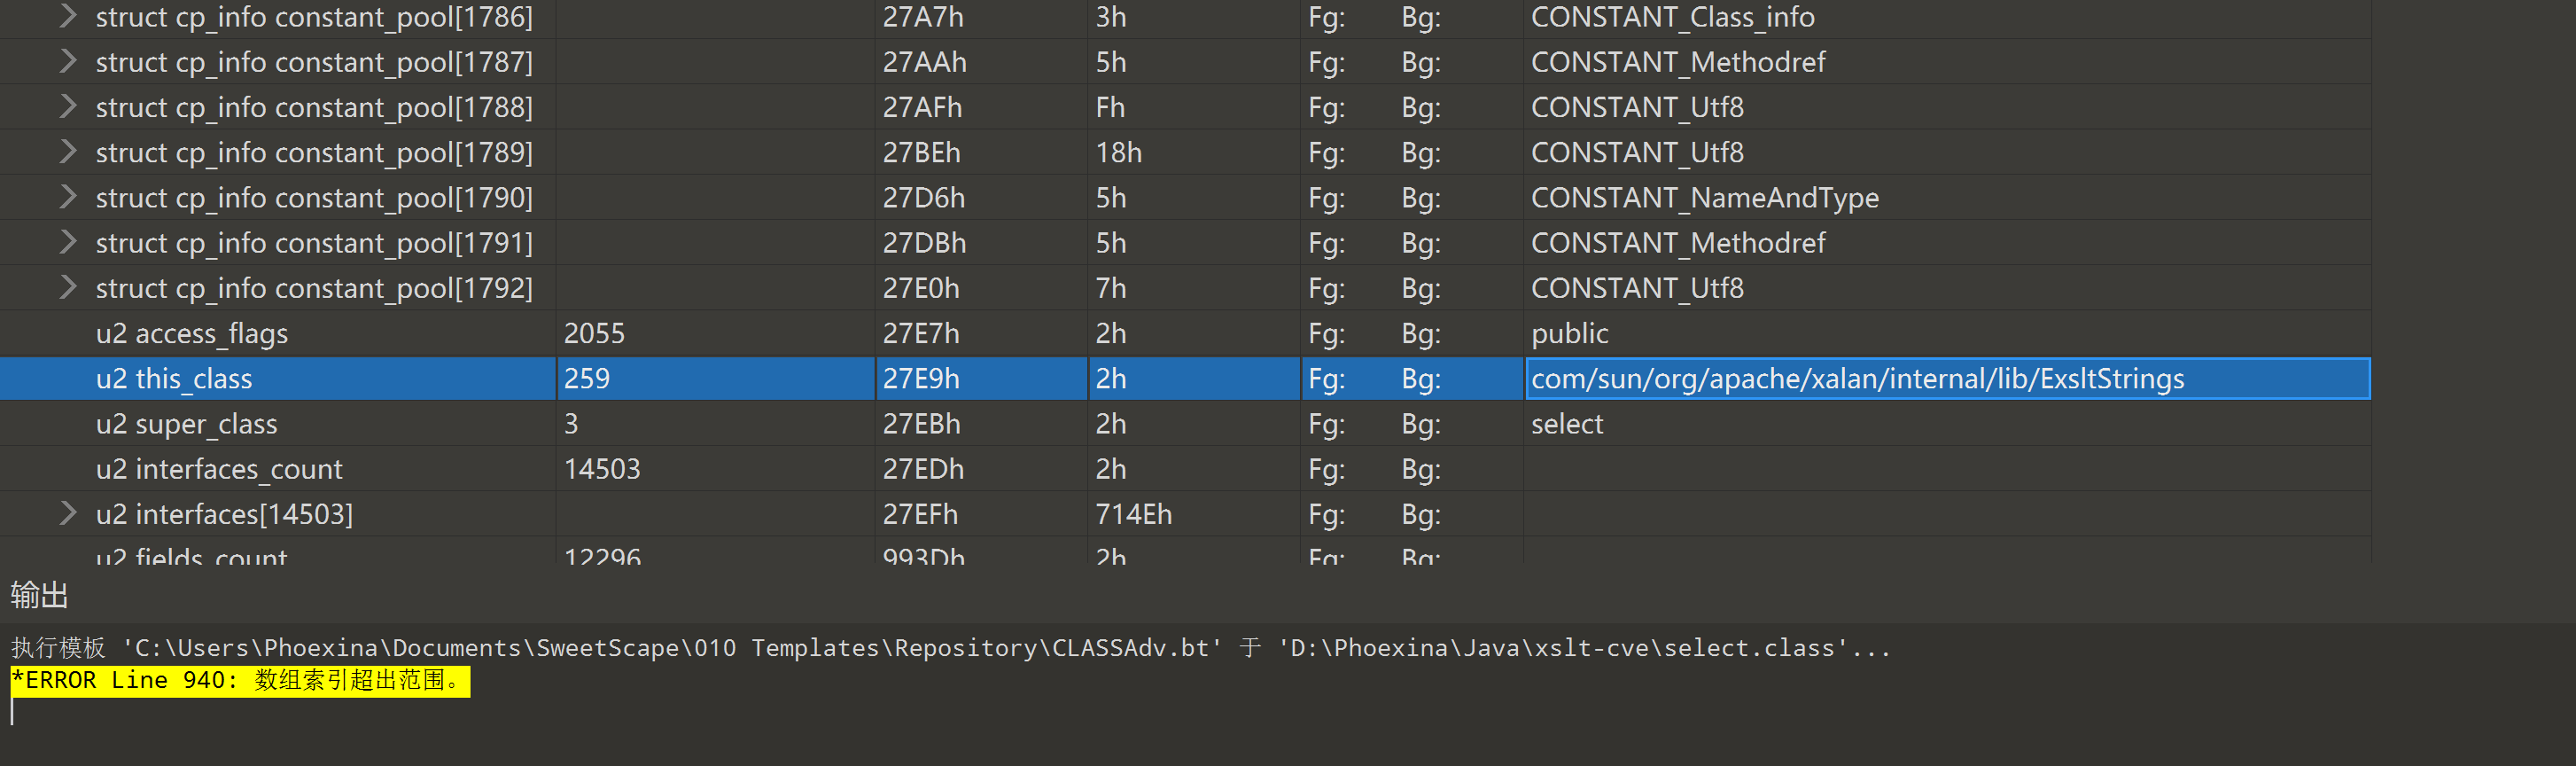 struct cp_info constant_pool[1786] 27A7h 3h Fg: Bg: CONSTANT_Class_info
struct cp_info constant_pool[1787] 27AAh 5h Fg: Bg: CONSTANT_Methodref
struct cp_info constant_pool[1788] 27AFh Fh Fg: Bg: CONSTANT_Utf8
struct cp_info constant_pool[1789] 27BEh 18h Fg: Bg: CONSTANT_Utf8
struct cp_info constant_pool[1790] 27D6h 5h Fg: Bg: CONSTANT_NameAndType
struct cp_info constant_pool[1791] 27DBh 5h Fg: Bg: CONSTANT_Methodref
struct cp_info constant_pool[1792] 27E0h 7h Fg: Bg: CONSTANT_Utf8
u2 access_flags 2055 27E7h 2h Fg: Bg: public
u2 this_class 259 27E9h 2h Fg: Bg: com/sun/org/apache/xalan/internal/lib/ExsltStrings
u2 super_class 3 27EBh 2h Fg: Bg: select
u2 interfaces_count 14503 27EDh 2h Fg: Bg:
u2 interfaces[14503] 27EFh 714Eh Fg: Bg:
u2 fields_count 12296 993Dh 2h Fg: Bg:
输出
执行模板 'C:\Users\Phoexina\Documents\SweetScape\010 Templates\Repository\CLASSAdv.bt' 于 'D:\Phoexina\Java\xslt-cve\select.class'...
*ERROR Line 940: 数组索引超出范围。